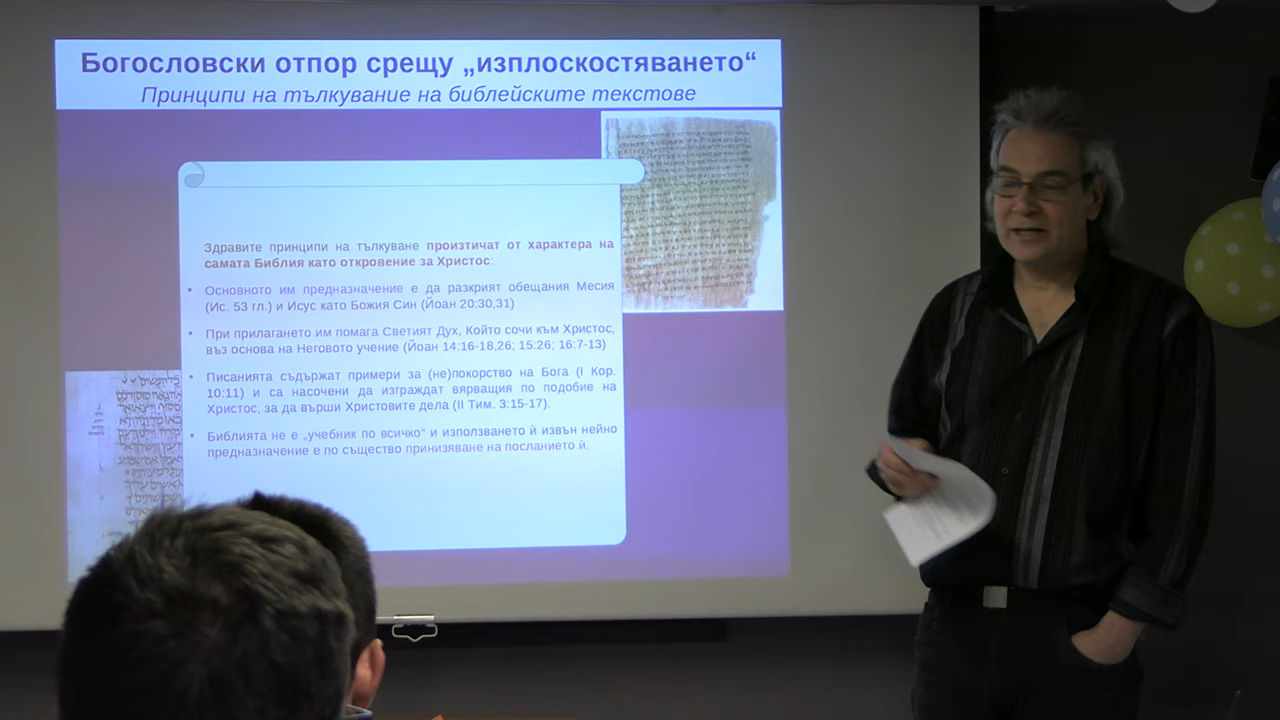 Богословски отпор срещу „изплоскостяването“
Принципи на тълкуване на библейските текстове
Здравите принципи на тълкуване произтичат от характера на
самата Библия като откровение за Христос:
• Основното им предназначение е да разкрият обещания Месия
(Ис. 53 гл.) и Исус като Божия Син (Йоан 20:30,31)
• При прилагането им помага Светият Дух, Който сочи към Христос,
въз основа на Неговото учение (Йоан 14:16-18,26; 15:26; 16:7-13)
• Писанията съдържат примери за (не)покорство на Бога (I Кор.
10:11) и са насочени да изграждат вярващия по подобие на
Христос, за да върши Христовите дела (II Тим. 3:15-17).
• Библията не е „учебник по всичко“ и използването ѝ извън нейно
предназначение е по същество принизяване на посланието ѝ.